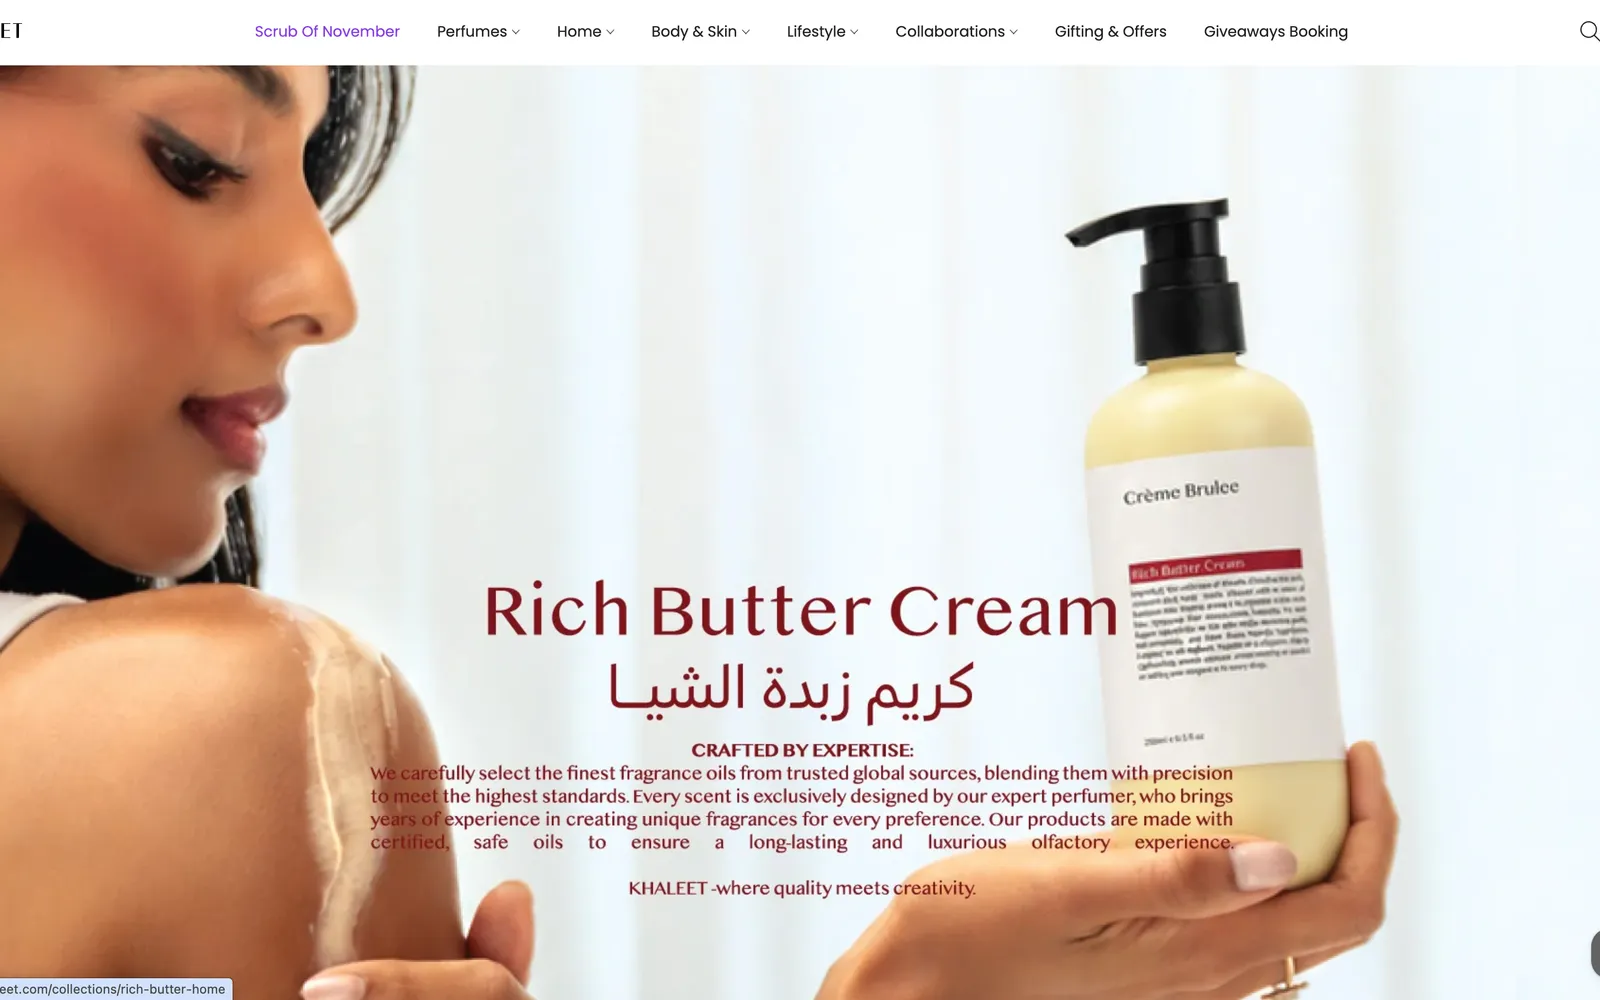 ET
Scrub Of November
Perfumes
Home
Body & Skin
Lifestyle
Collaborations
Gifting & Offers
Giveaways Booking
Crème Brulee
Rich Butter Cream
Rich Butter Cream
كريم زبدة الشيـــا
CRAFTED BY EXPERTISE:
We carefully select the finest fragrance oils from trusted global sources, blending them with precision
to meet the highest standards. Every scent is exclusively designed by our expert perfumer, who brings
years of experience in creating unique fragrances for every preference. Our products are made with
certified, safe oils to ensure a long-lasting and luxurious olfactory experience.
KHALEET -where quality meets creativity.
eet.com/collections/rich-butter-home